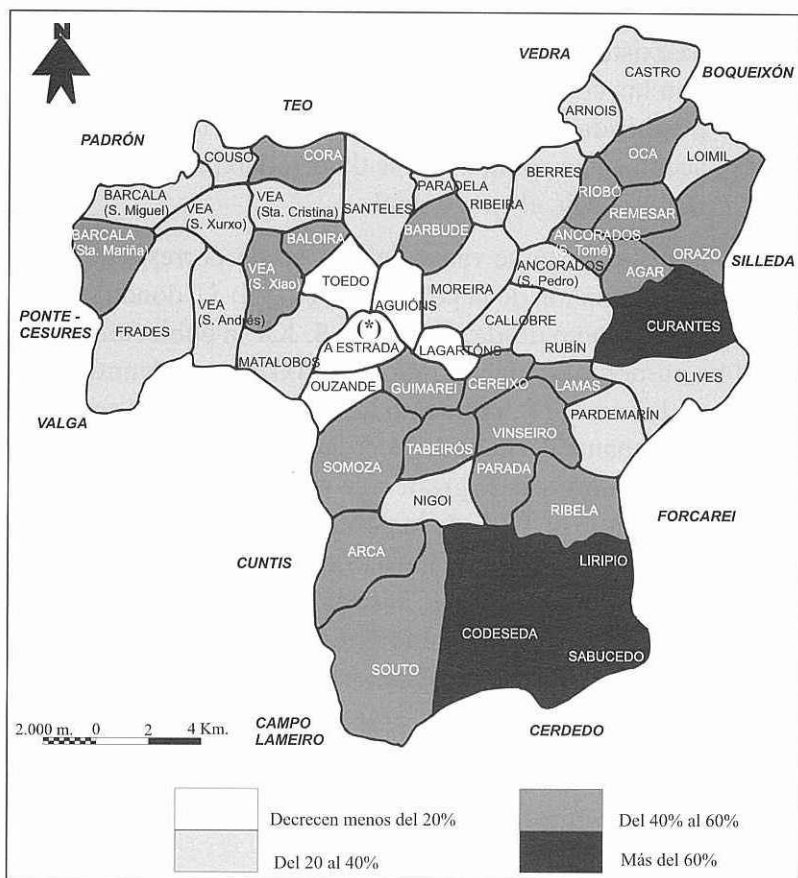 N
VEDRA
CASTRO
BOQUEIXÓN
TEO
ARNOIS
PADRÓN
COUSO
CORA
OCA
LOIMIL
BERRES
PARADELA
RIOBÓ
BARCALA
(S. Miguel)
VEA
(S. Xurxo)
VEA
(Sta. Cristina)
SANTELES
RIBEIRA
REMESAR
BARCALA
(Sta. Mariña)
BALOIRA
BARBUDE
ANCORADOS
(S. Tomé)
ORAZO
SILLEDA
VEA
(S. Xiao)
TOEDO
ANCORADOS
(S. Pedro)
AGAR
MOREIRA
AGUIÓNS
PONTE -
CESURES
FRADES
VEA
(S. Andrés)
(*)
A ESTRADA
CALLOBRE
CURANTES
MATALOBOS
LAGARTÓNS
RUBÍN
OUZANDE
GUIMAREI
CEREIXO
LAMAS
OLIVES
VALGA
PARDEMARÍN
TABEIRÓS
VINSEIRO
SOMOZA
PARADA
NIGOI
RIBELA
FORCAREI
ARCA
CUNTIS
LIRIPIO
CODESEDA
SABUCEDO
SOUTO
2.000 m. 0 2 4 Km.
CAMPO
LAMEIRO
CERDEDO
Decrecen menos del 20%
Del 40% al 60%
Del 20 al 40%
Más del 60%